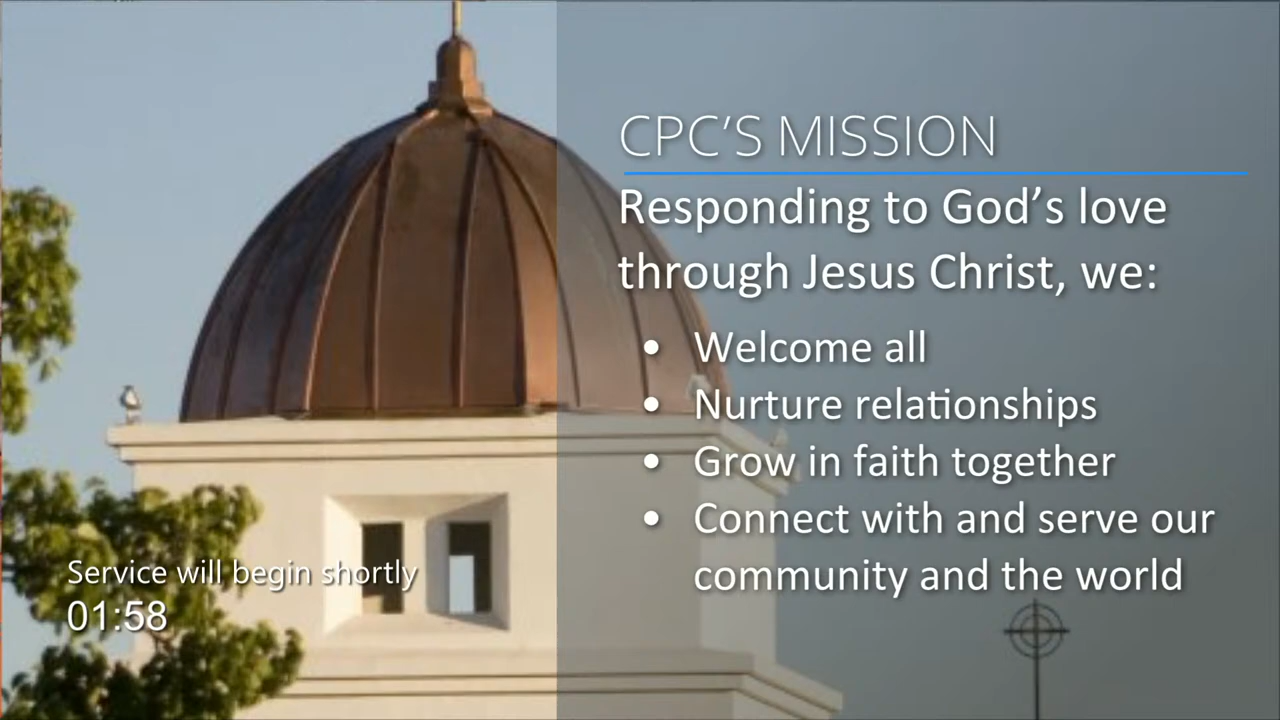 CPC’S MISSION
Responding to God’s love
through Jesus Christ, we:
• Welcome all
• Nurture relationships
• Grow in faith together
• Connect with and serve our
community and the world
Service will begin shortly
01:58